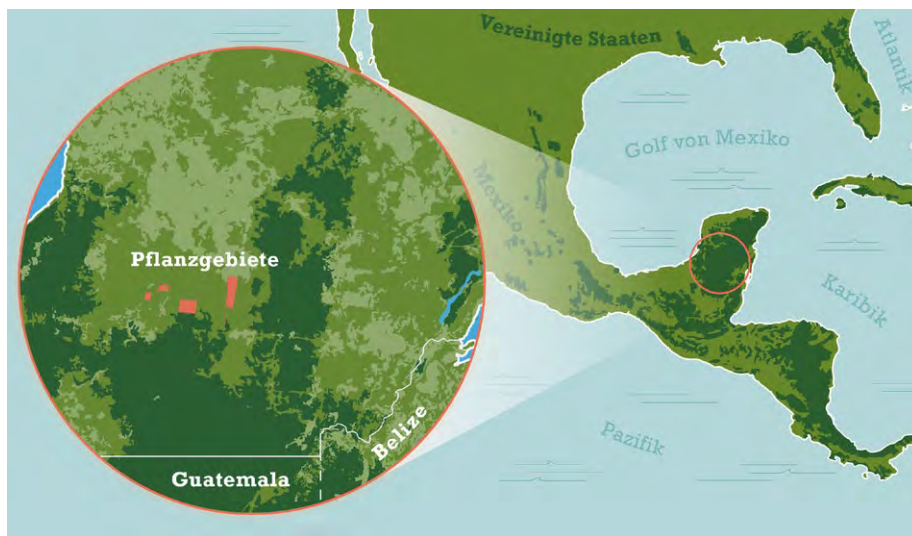 Vereinigte Staaten
Atlantik
Golf von Mexiko
Mexiko
Pflanzgebiete
Karibik
Pazifik
Belize
Guatemala